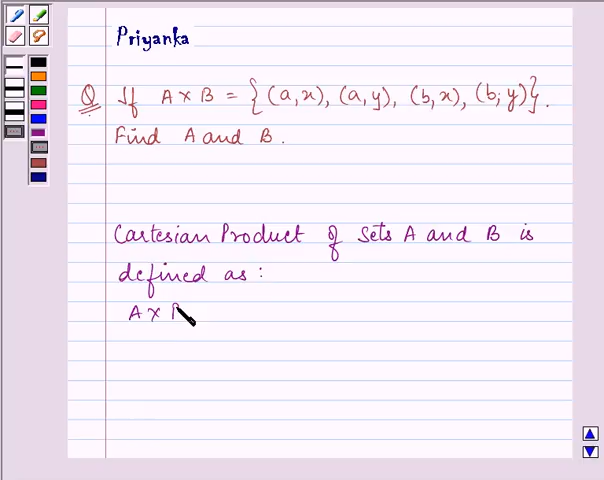 Priyanka
Q If A × B = {(a,x), (a,y), (b,x), (b,y)}.
Find A and B.
Cartesian Product of Sets A and B is
defined as :
A ×